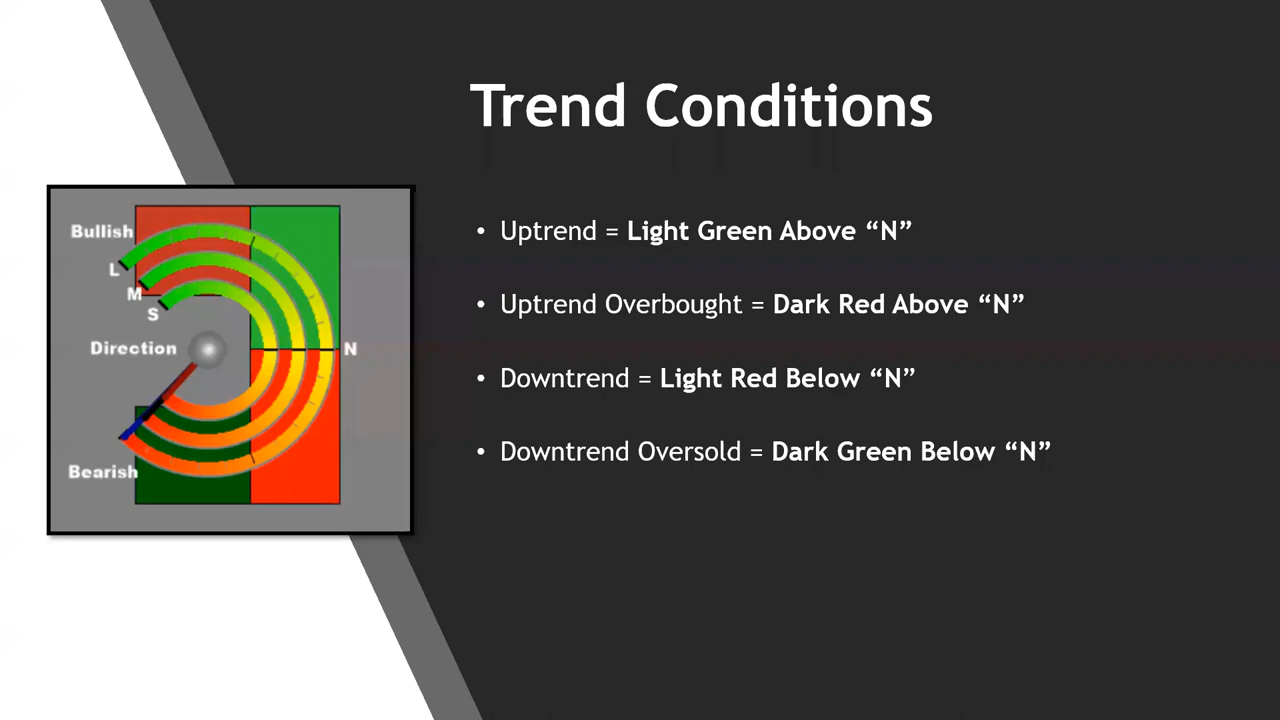 Trend Conditions
Bullish
L
M
S
Direction
N
Bearish
• Uptrend = Light Green Above “N”
• Uptrend Overbought = Dark Red Above “N”
• Downtrend = Light Red Below “N”
• Downtrend Oversold = Dark Green Below “N”